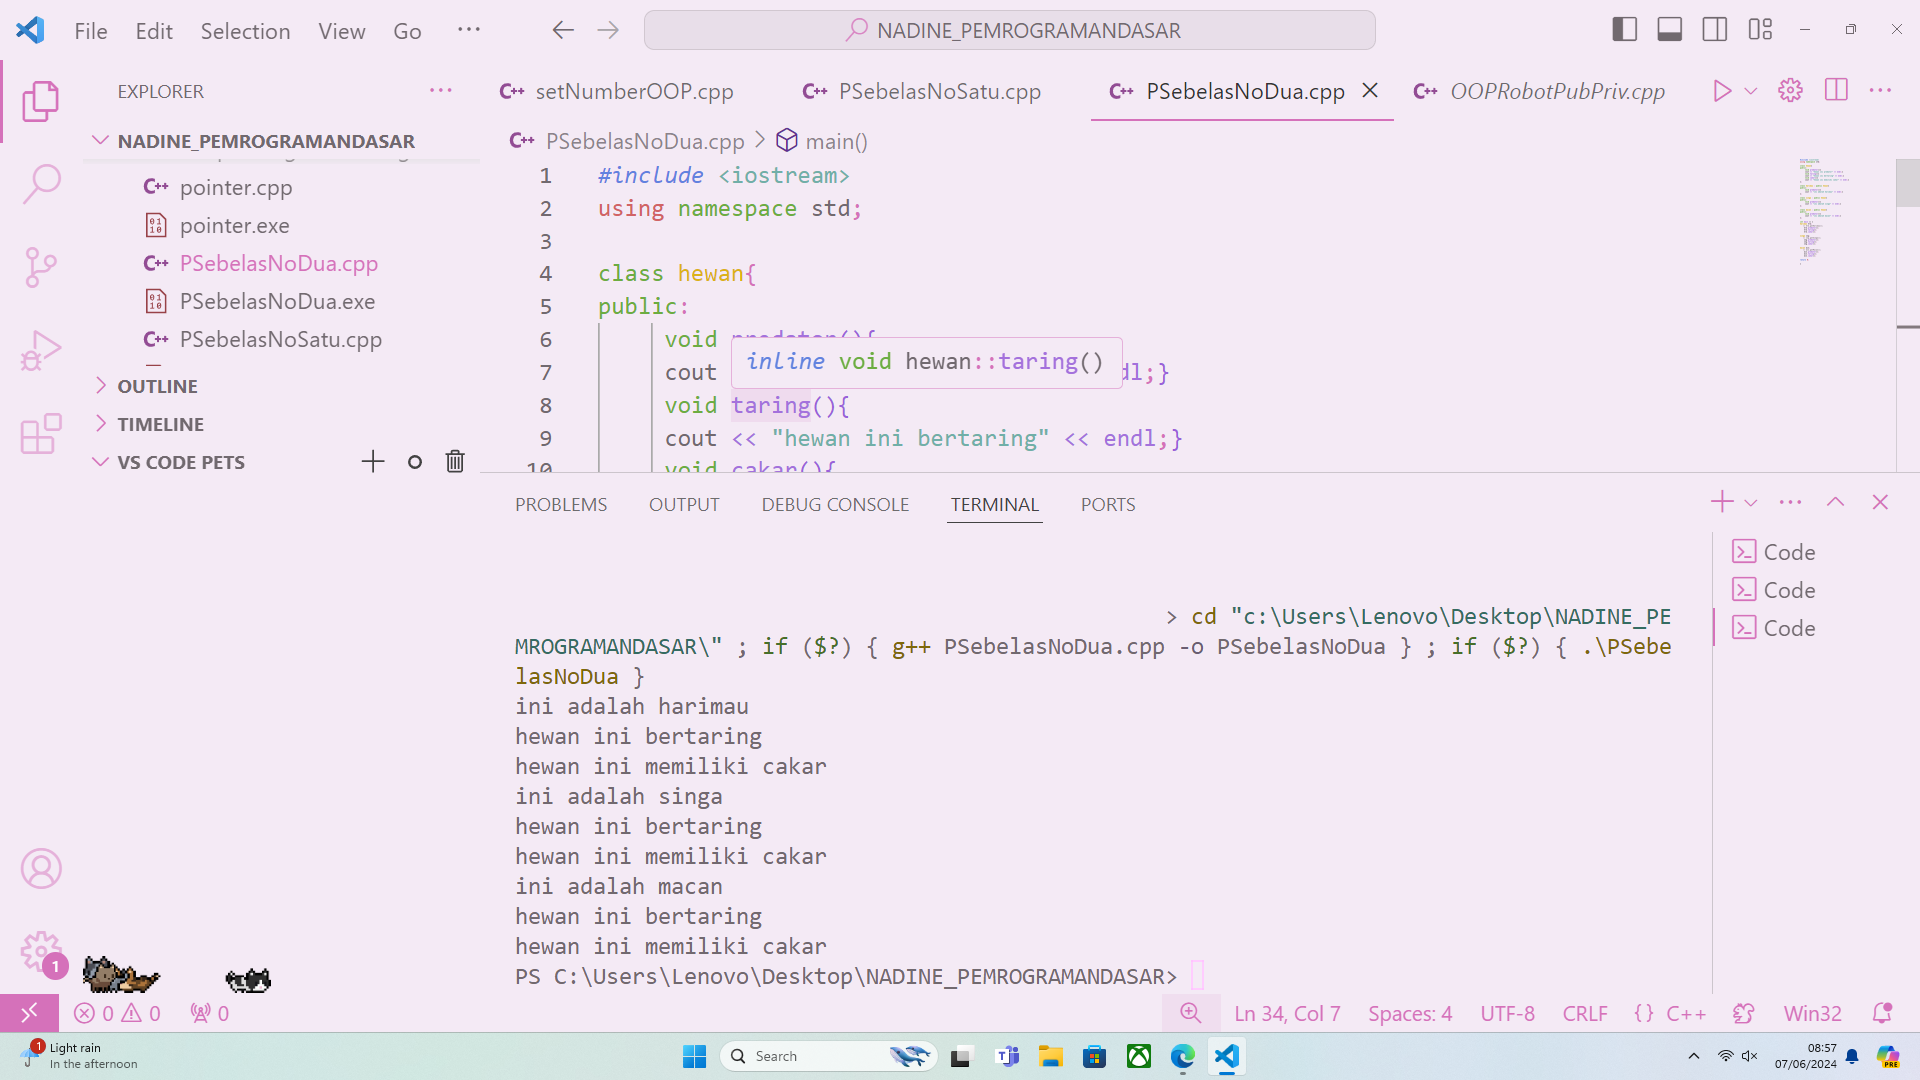 File Edit Selection View Go ...
NADINE_PEMROGRAMANDASAR
EXPLORER ...
setNumberOOP.cpp
PSebelasNoSatu.cpp
PSebelasNoDua.cpp
OOPRobotPubPriv.cpp
NADINE_PEMROGRAMANDASAR
pointer.cpp
pointer.exe
PSebelasNoDua.cpp
PSebelasNoDua.exe
PSebelasNoSatu.cpp
OUTLINE
TIMELINE
VS CODE PETS
PSebelasNoDua.cpp > main()
1 #include <iostream>
2 using namespace std;
3
4 class hewan{
5 public:
6 void
inline void hewan::taring()
7 cout dl;}
8 void taring(){
9 cout << "hewan ini bertaring" << endl;}
10 void cakar(){
PROBLEMS OUTPUT DEBUG CONSOLE TERMINAL PORTS
Code
Code
Code
> cd "c:\Users\Lenovo\Desktop\NADINE_PE
MROGRAMANDASAR\" ; if ($?) { g++ PSebelasNoDua.cpp -o PSebelasNoDua } ; if ($?) { .\PSebe
lasNoDua }
ini adalah harimau
hewan ini bertaring
hewan ini memiliki cakar
ini adalah singa
hewan ini bertaring
hewan ini memiliki cakar
ini adalah macan
hewan ini bertaring
hewan ini memiliki cakar
PS C:\Users\Lenovo\Desktop\NADINE_PEMROGRAMANDASAR>
1
0 0 0
Ln 34, Col 7 Spaces: 4 UTF-8 CRLF {} C++ Win32
1 Light rain
In the afternoon
Search
08:57
07/06/2024
PRE